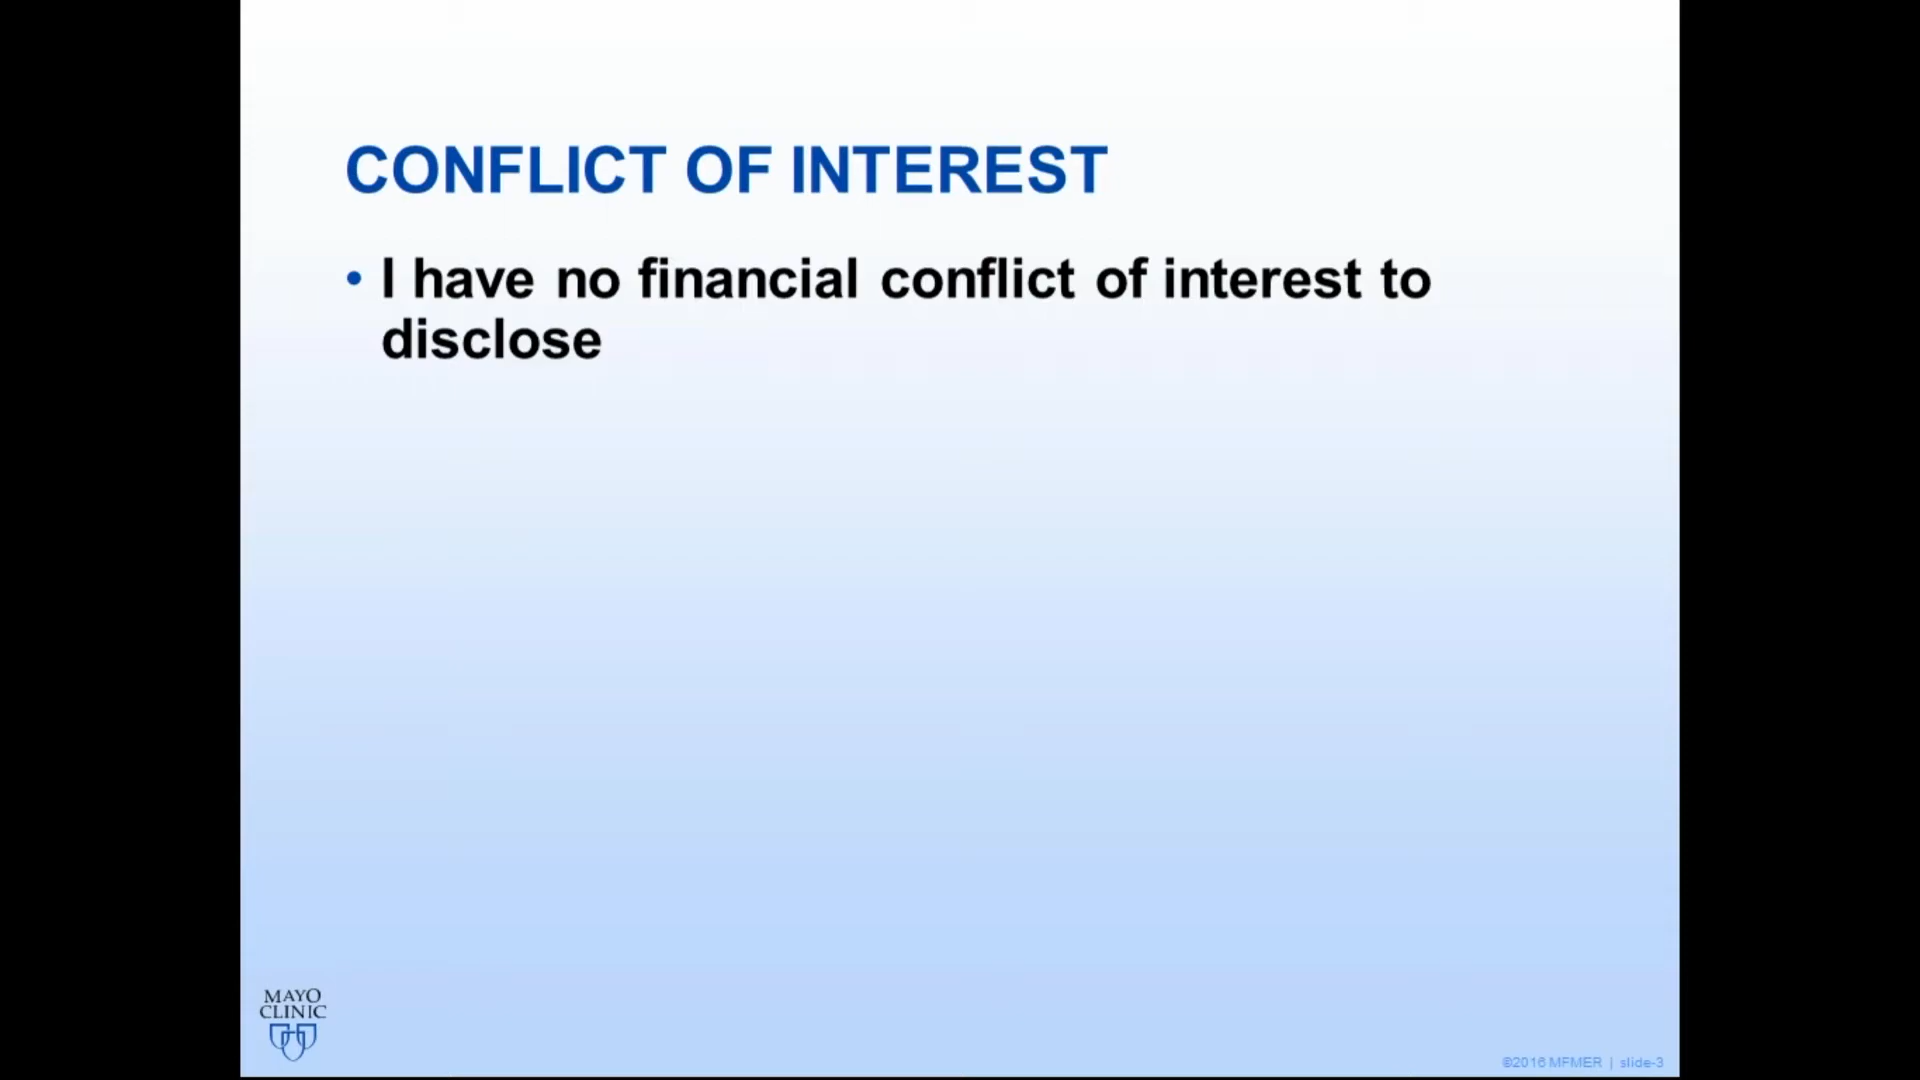 CONFLICT OF INTEREST
• I have no financial conflict of interest to
disclose
MAYO
CLINIC
©2016 MFMER | slide-3